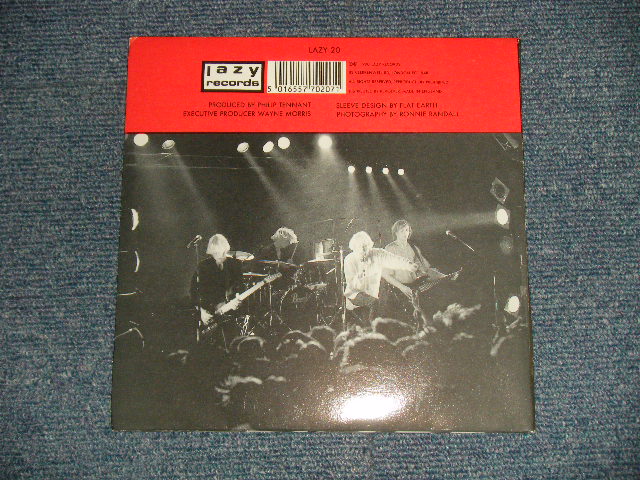 LAZY 20
lazy
records
5 016557 70207
PRODUCED BY PHILIP TENNANT
EXECUTIVE PRODUCER WAYNE MORRIS
SLEEVE DESIGN BY FLAT EARTH
PHOTOGRAPHY BY RONNIE RANDALL